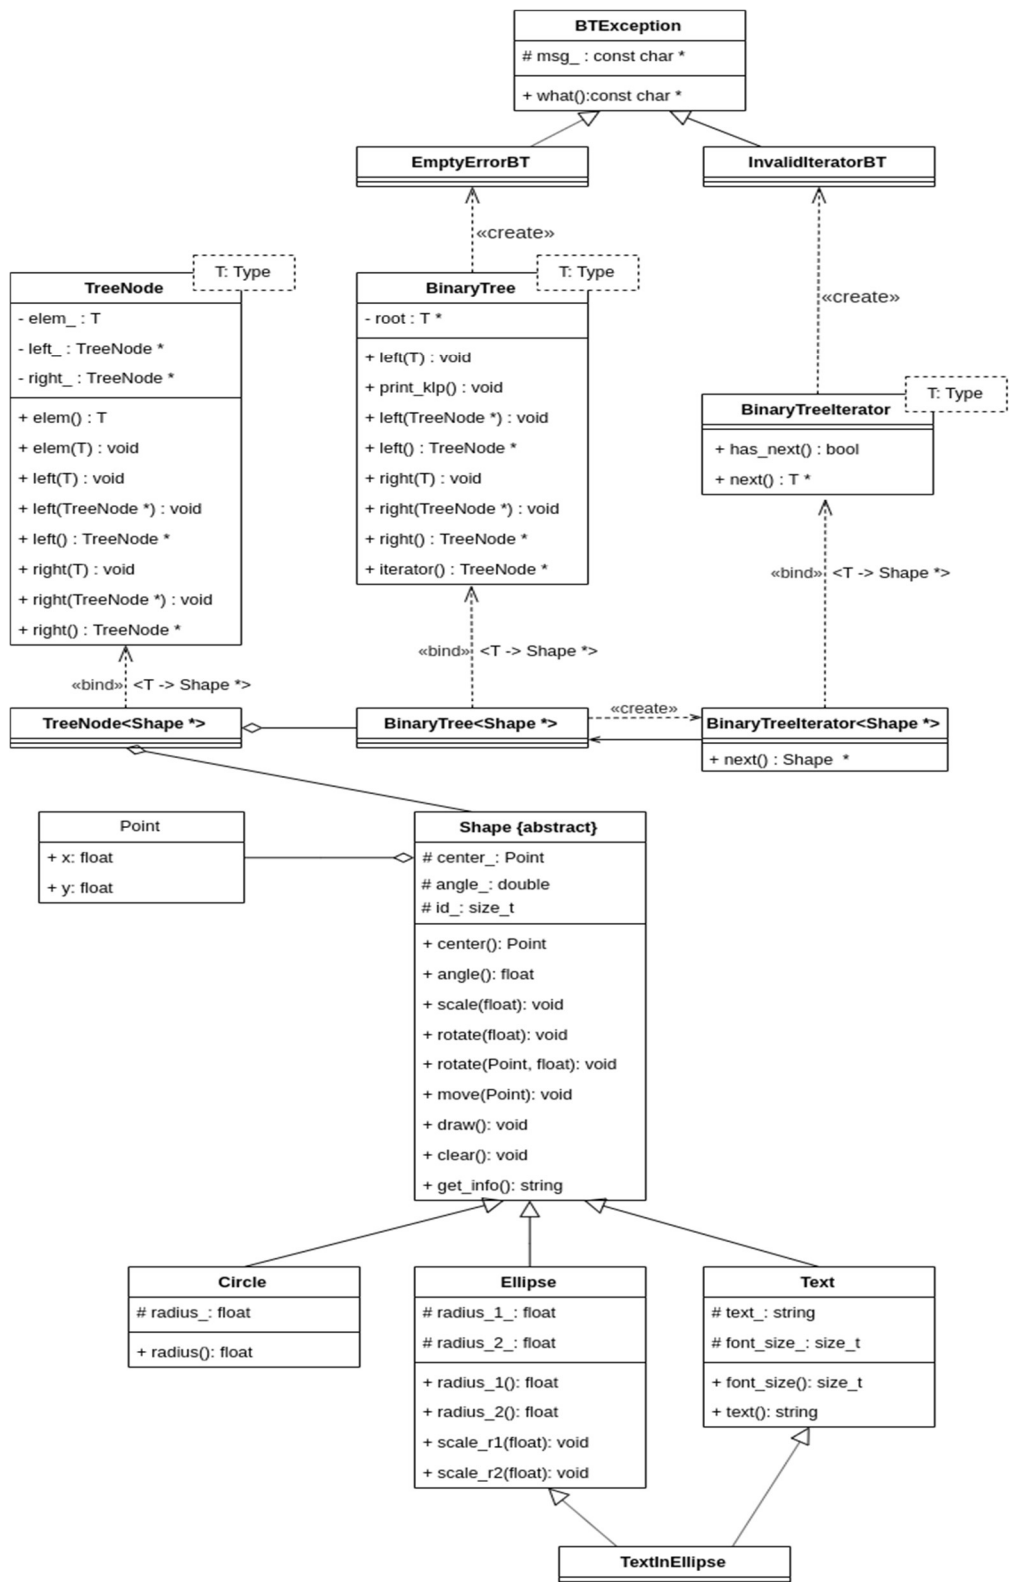 BTException
# msg_ : const char *
+ what():const char *
EmptyErrorBT
InvalidIteratorBT
«create»
«create»
T: Type
TreeNode
- elem_ : T
- left_ : TreeNode *
- right_ : TreeNode *
+ elem() : T
+ elem(T) : void
+ left(T) : void
+ left(TreeNode *) : void
+ left() : TreeNode *
+ right(T) : void
+ right(TreeNode *) : void
+ right() : TreeNode *
T: Type
BinaryTree
- root : T *
+ left(T) : void
+ print_klp() : void
+ left(TreeNode *) : void
+ left() : TreeNode *
+ right(T) : void
+ right(TreeNode *) : void
+ right() : TreeNode *
+ iterator() : TreeNode *
T: Type
BinaryTreeIterator
+ has_next() : bool
+ next() : T *
«bind» <T -> Shape *>
«bind» <T -> Shape *>
«bind» <T -> Shape *>
TreeNode<Shape *>
BinaryTree<Shape *>
«create»
BinaryTreeIterator<Shape *>
+ next() : Shape *
Point
+ x: float
+ y: float
Shape {abstract}
# center_: Point
# angle_: double
# id_: size_t
+ center(): Point
+ angle(): float
+ scale(float): void
+ rotate(float): void
+ rotate(Point, float): void
+ move(Point): void
+ draw(): void
+ clear(): void
+ get_info(): string
Circle
# radius_: float
+ radius(): float
Ellipse
# radius_1_: float
# radius_2_: float
+ radius_1(): float
+ radius_2(): float
+ scale_r1(float): void
+ scale_r2(float): void
Text
# text_: string
# font_size_: size_t
+ font_size(): size_t
+ text(): string
TextInEllipse